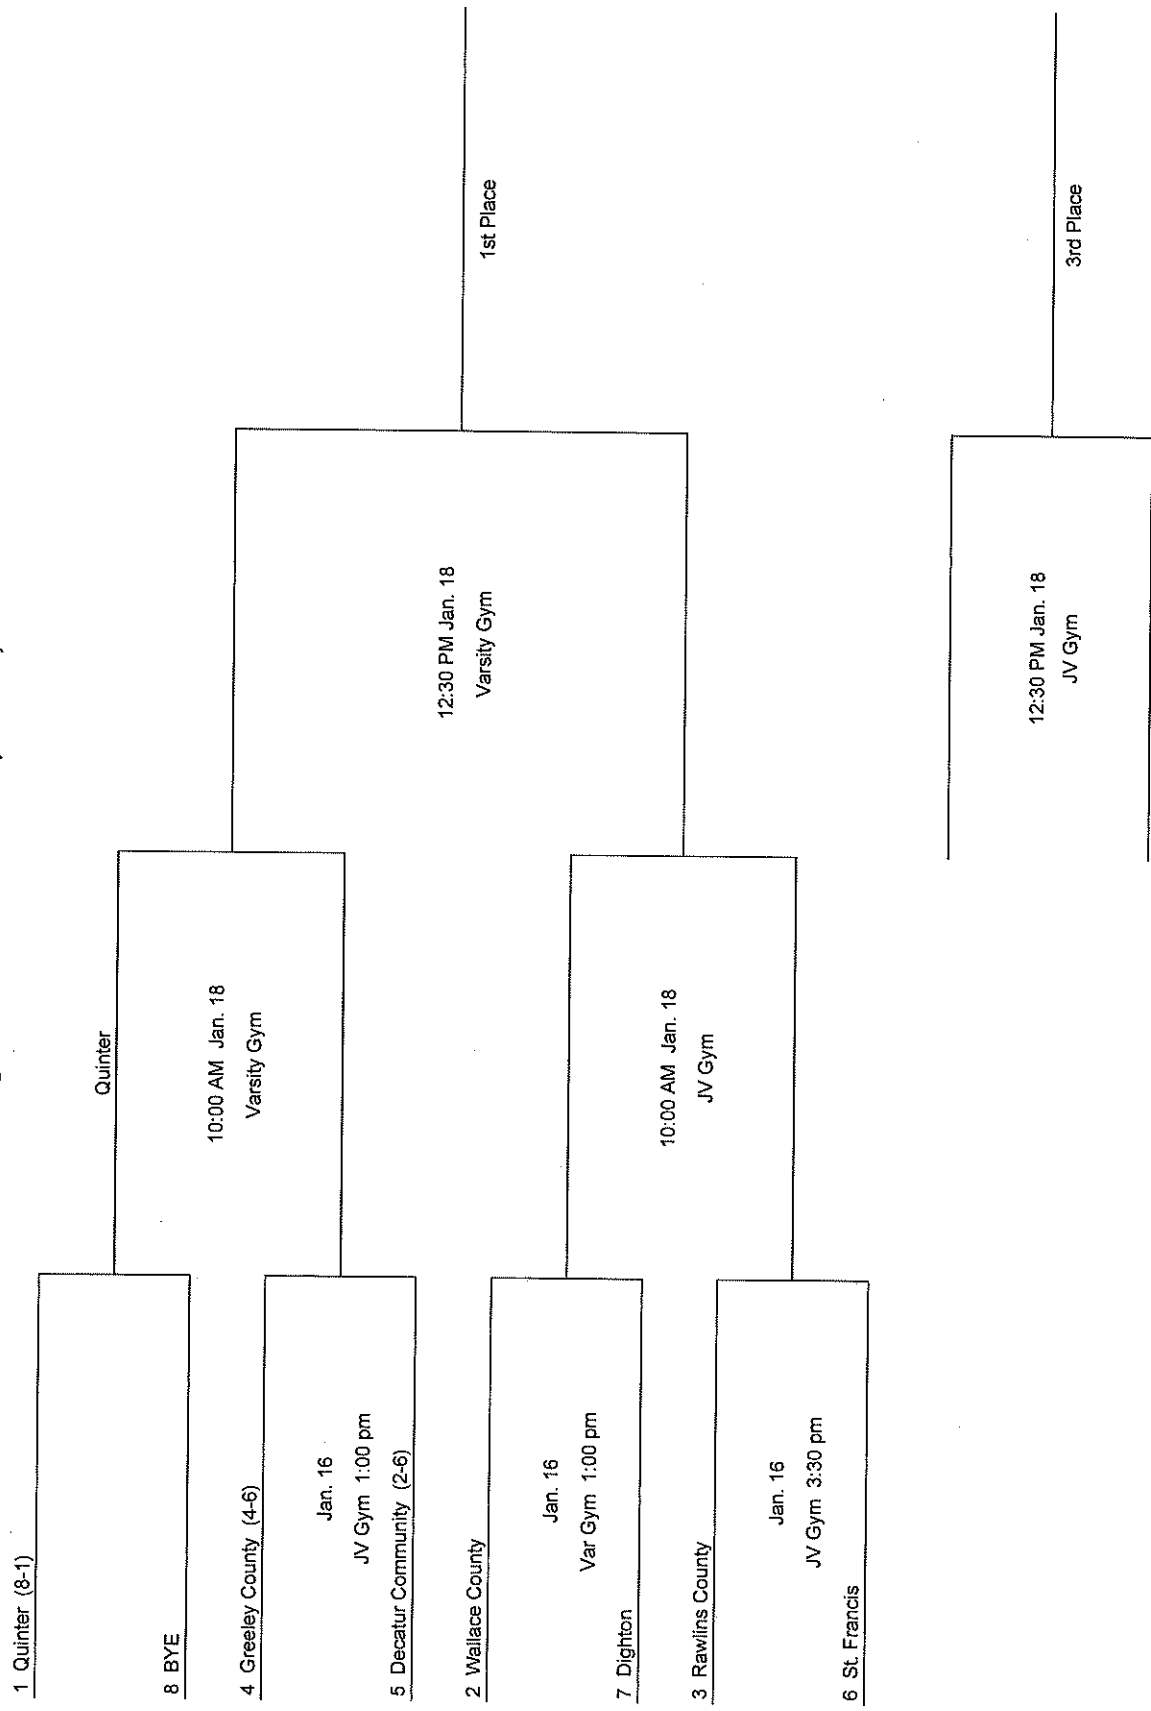 1 Quinter (8-1)
Quinter
8 BYE
10:00 AM Jan. 18
Varsity Gym
4 Greeley County (4-6)
Jan. 16
JV Gym 1:00 pm
5 Decatur Community (2-6)
12:30 PM Jan. 18
Varsity Gym
1st Place
2 Wallace County
Jan. 16
Var Gym 1:00 pm
7 Dighton
10:00 AM Jan. 18
JV Gym
3 Rawlins County
Jan. 16
JV Gym 3:30 pm
6 St. Francis
12:30 PM Jan. 18
JV Gym
3rd Place